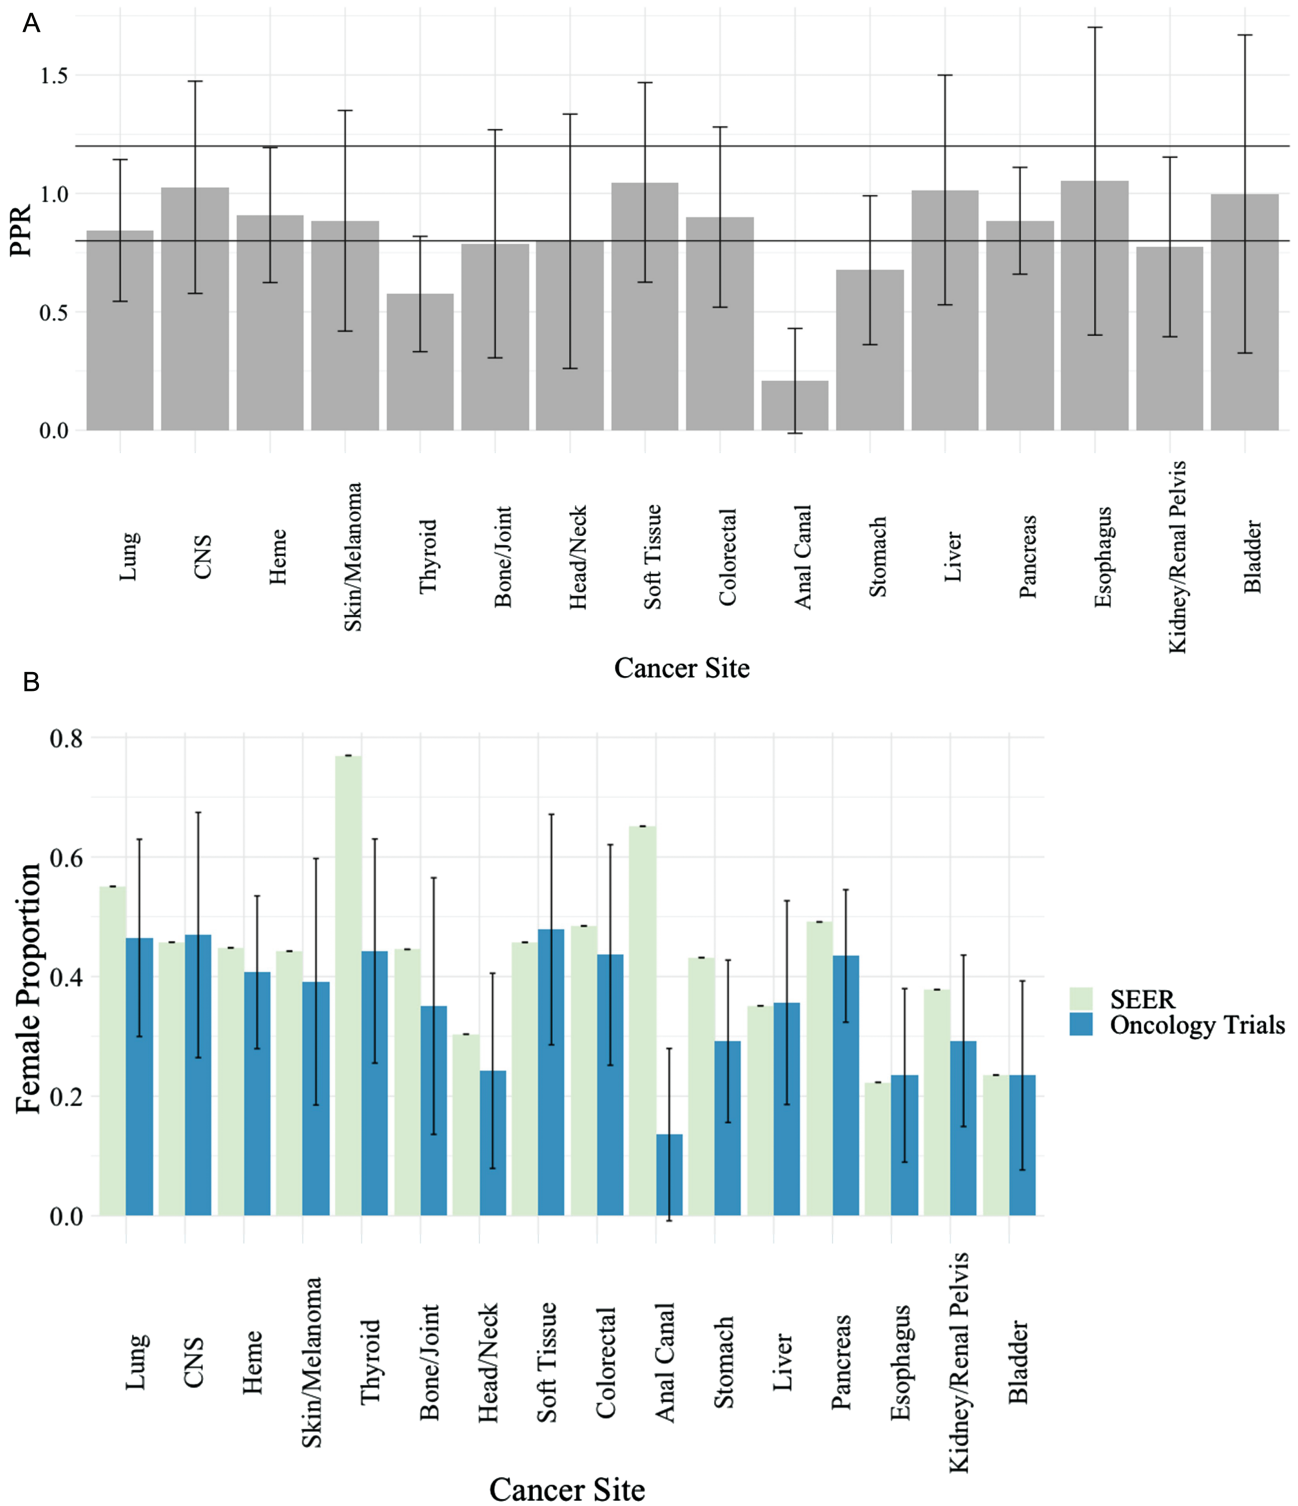 A
PPR
1.5
1.0
0.5
0.0
Lung
CNS
Heme
Skin/Melanoma
Thyroid
Bone/Joint
Head/Neck
Soft Tissue
Colorectal
Anal Canal
Stomach
Liver
Pancreas
Esophagus
Kidney/Renal Pelvis
Bladder
Cancer Site
B
Female Proportion
0.8
0.6
0.4
0.2
0.0
SEER
Oncology Trials
Lung
CNS
Heme
Skin/Melanoma
Thyroid
Bone/Joint
Head/Neck
Soft Tissue
Colorectal
Anal Canal
Stomach
Liver
Pancreas
Esophagus
Kidney/Renal Pelvis
Bladder
Cancer Site